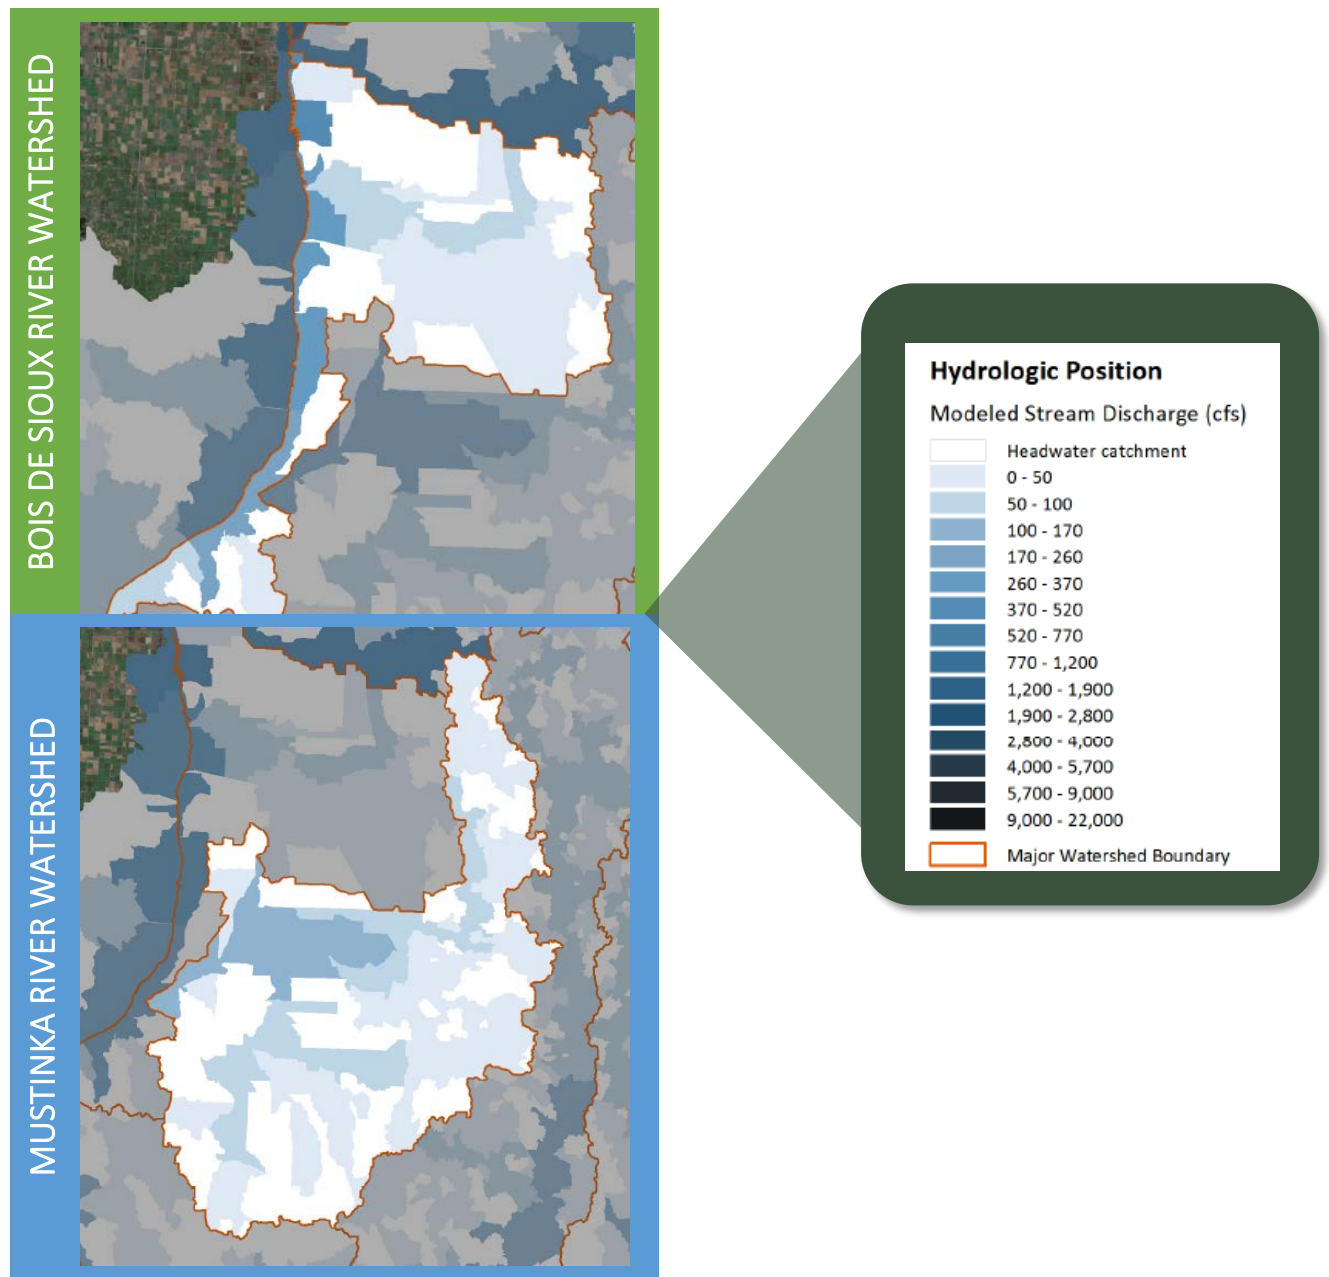 BOIS DE SIOUX RIVER WATERSHED
MUSTINKA RIVER WATERSHED
Hydrologic Position
Modeled Stream Discharge (cfs)
Headwater catchment
0 - 50
50 - 100
100 - 170
170 - 260
260 - 370
370 - 520
520 - 770
770 - 1,200
1,200 - 1,900
1,900 - 2,800
2,800 - 4,000
4,000 - 5,700
5,700 - 9,000
9,000 - 22,000
Major Watershed Boundary